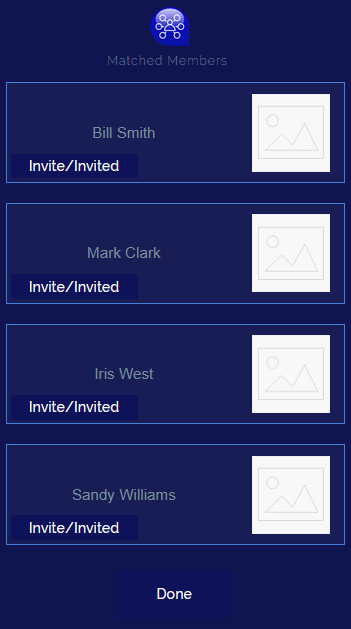 Matched Members
Bill Smith
Invite/Invited
Mark Clark
Invite/Invited
Iris West
Invite/Invited
Sandy Williams
Invite/Invited
Done